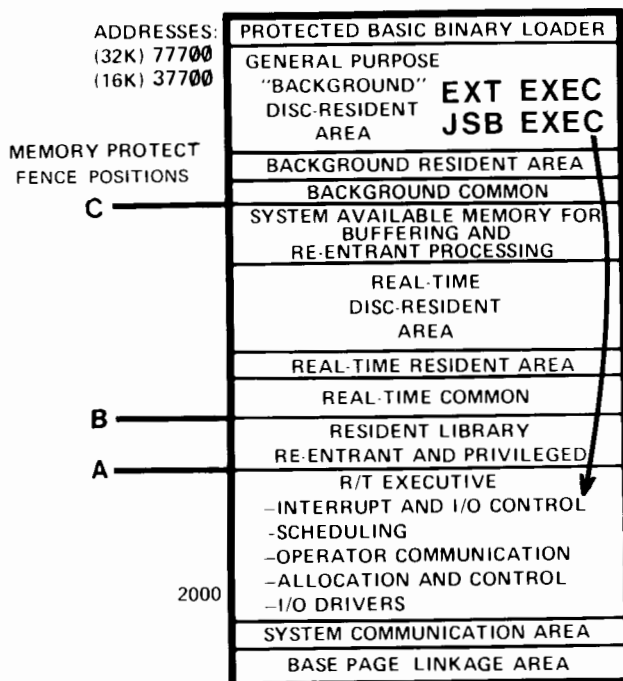 ADDRESSES:
(32K) 77700
(16K) 37700
MEMORY PROTECT
FENCE POSITIONS
C
B
A
2000
PROTECTED BASIC BINARY LOADER
GENERAL PURPOSE
"BACKGROUND"
DISC-RESIDENT
AREA
EXT EXEC
JSB EXEC
BACKGROUND RESIDENT AREA
BACKGROUND COMMON
SYSTEM AVAILABLE MEMORY FOR
BUFFERING AND
RE-ENTRANT PROCESSING
REAL-TIME
DISC-RESIDENT
AREA
REAL-TIME RESIDENT AREA
REAL-TIME COMMON
RESIDENT LIBRARY
RE-ENTRANT AND PRIVILEGED
R/T EXECUTIVE
–INTERRUPT AND I/O CONTROL
-SCHEDULING
–OPERATOR COMMUNICATION
–ALLOCATION AND CONTROL
–I/O DRIVERS
SYSTEM COMMUNICATION AREA
BASE PAGE LINKAGE AREA